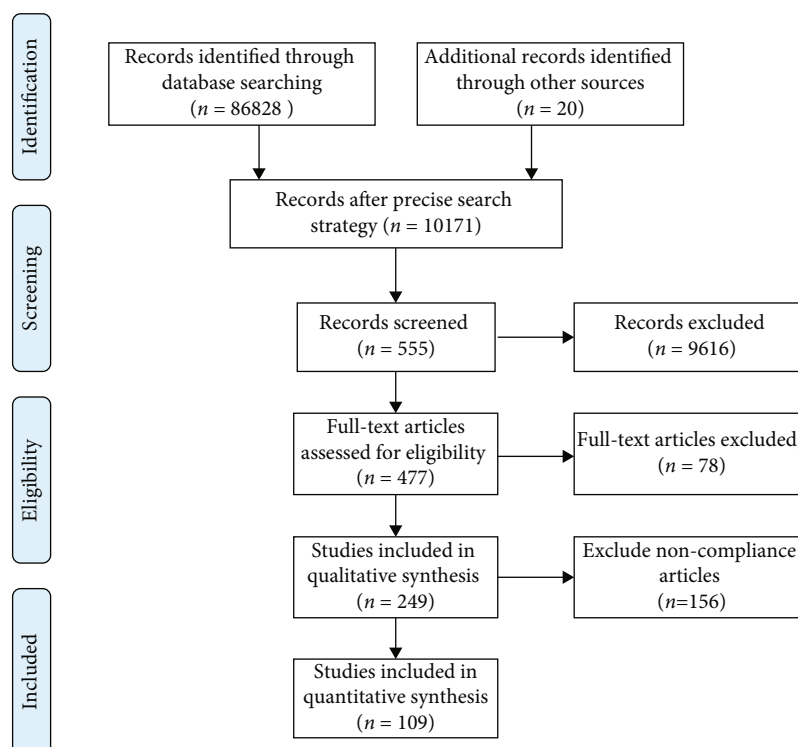 Identification
Records identified through
database searching
(n = 86828 )
Additional records identified
through other sources
(n = 20)
Records after precise search
strategy (n = 10171)
Screening
Records screened
(n = 555)
Records excluded
(n = 9616)
Eligibility
Full-text articles
assessed for eligibility
(n = 477)
Full-text articles excluded
(n = 78)
Studies included in
qualitative synthesis
(n = 249)
Exclude non-compliance
articles
(n=156)
Included
Studies included in
quantitative synthesis
(n = 109)